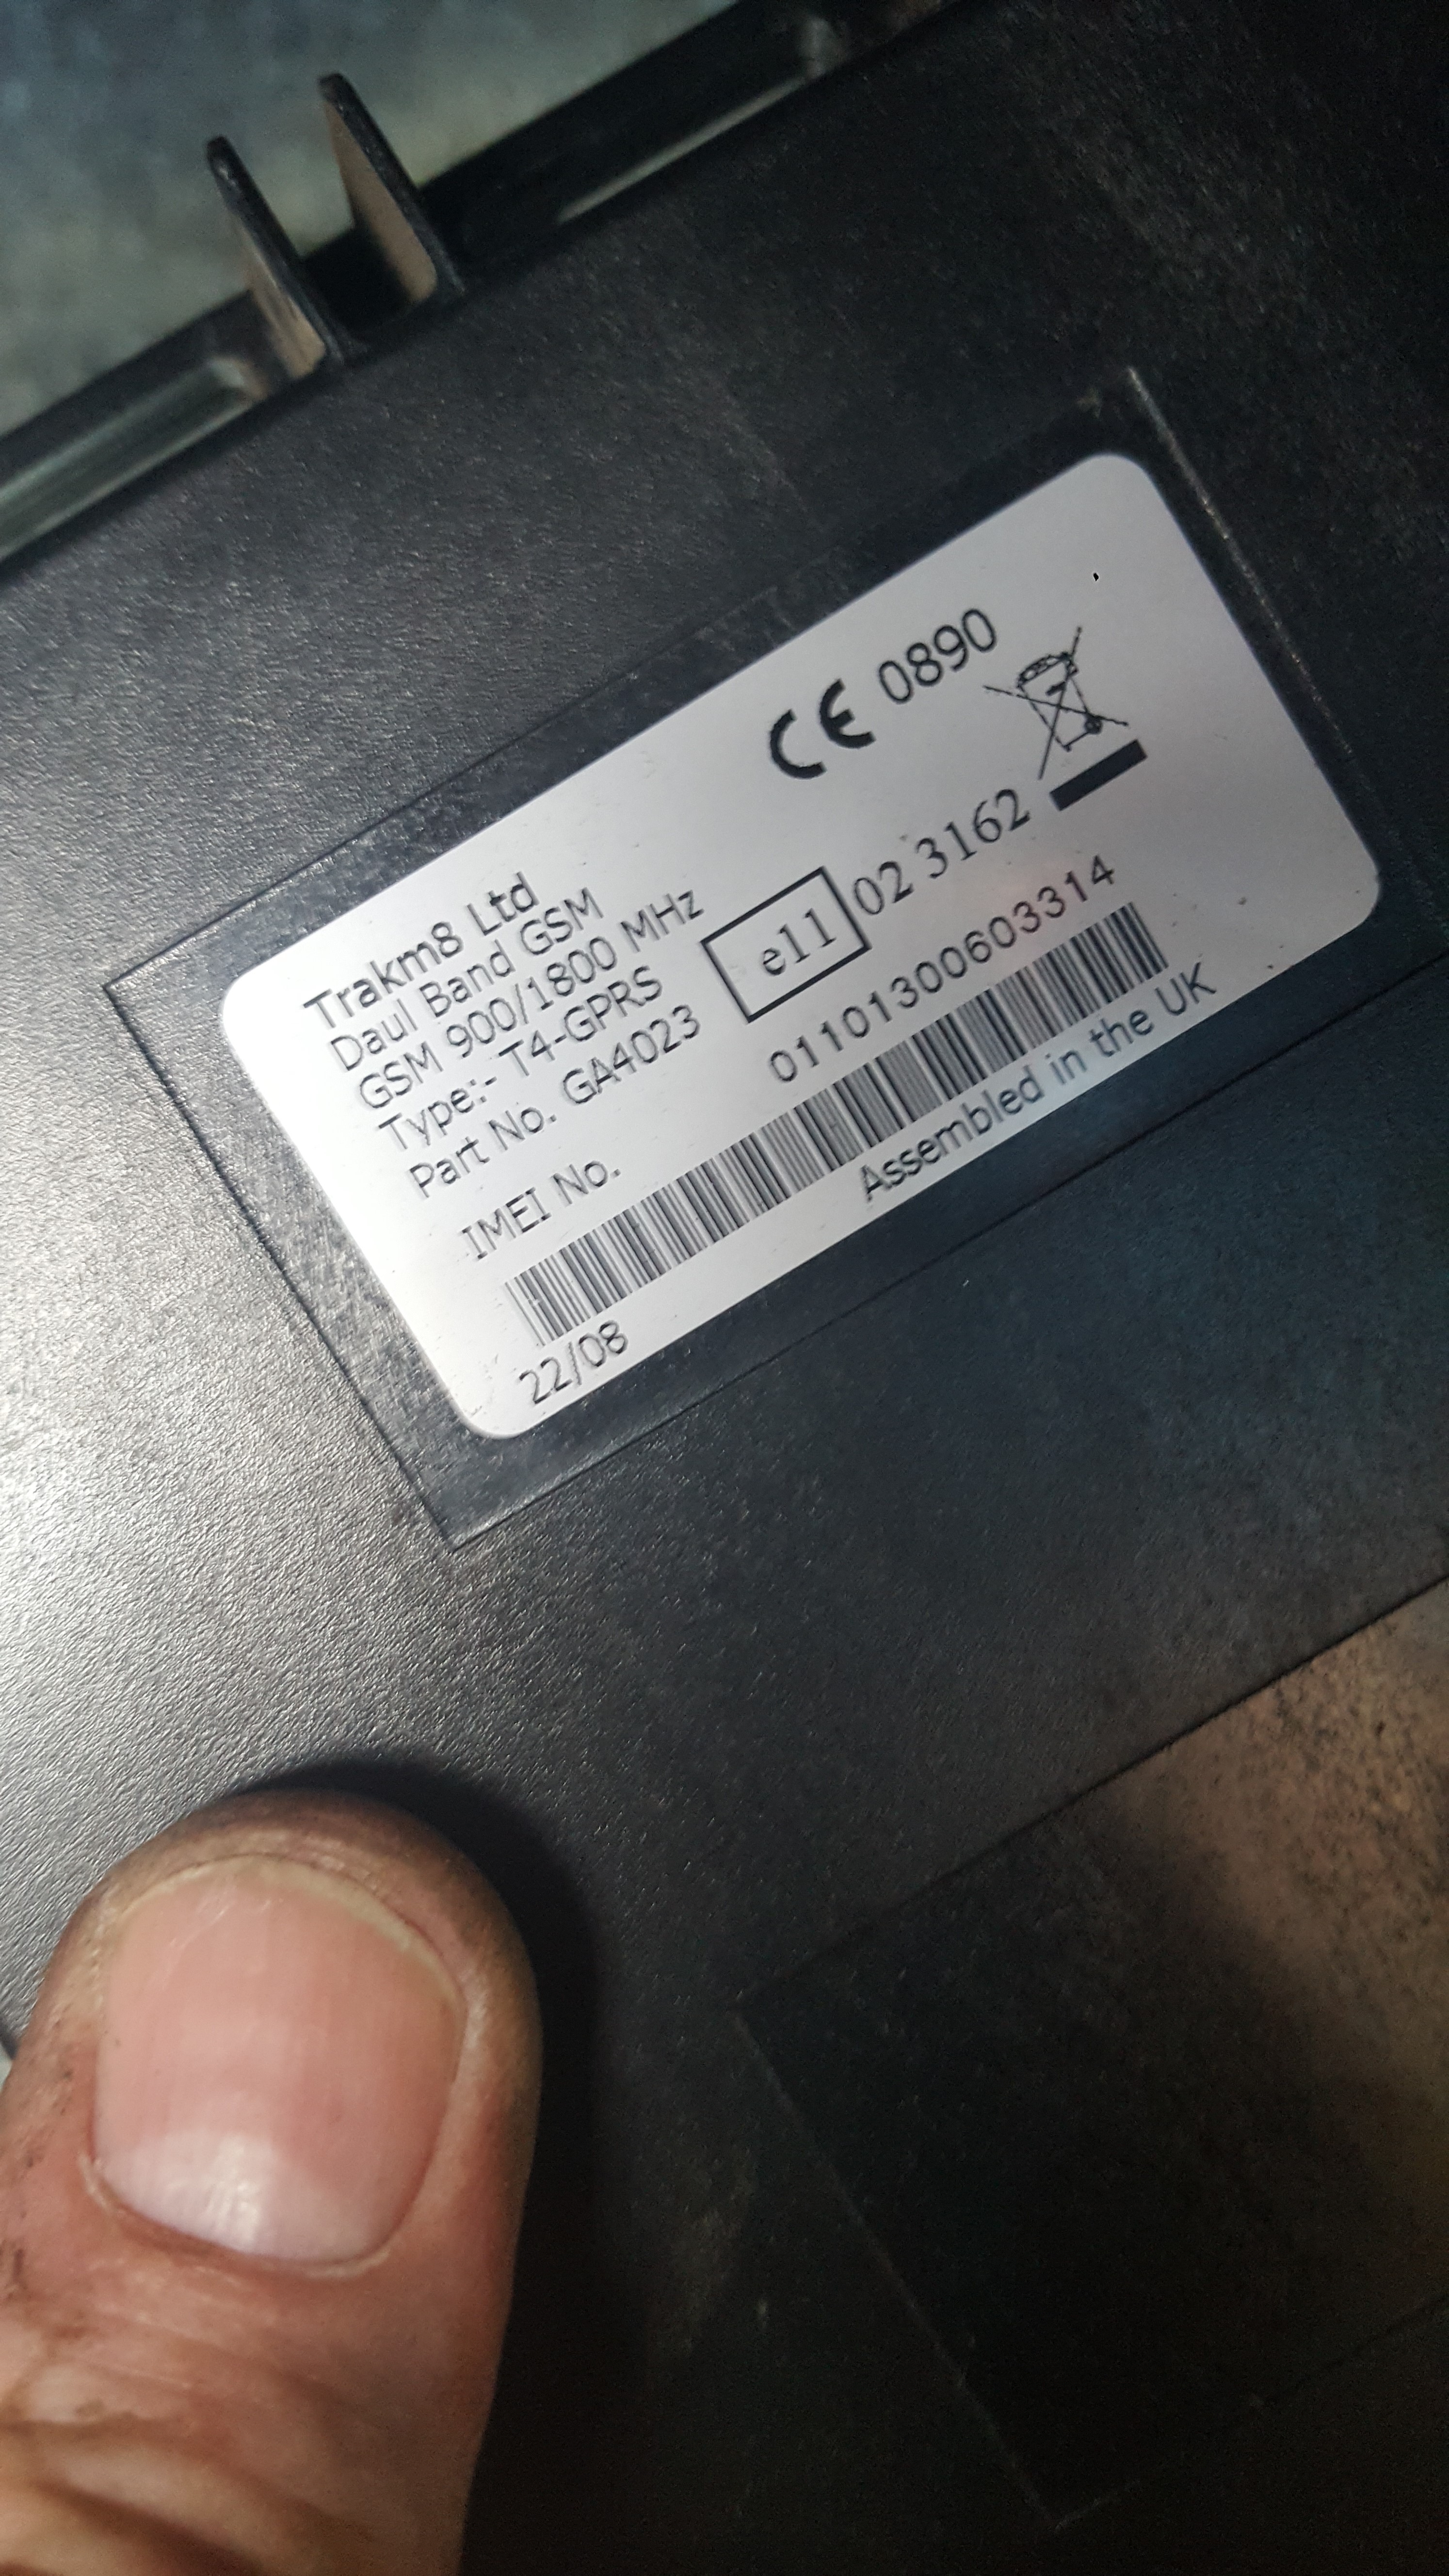 Trakm8 Ltd
Daul Band GSM
GSM 900/1800 MHz
Type:- T4-GPRS
Part No. GA4023
CE 0890
e11 02 3162
IMEI No. 011013000603314
22/08
Assembled in the UK